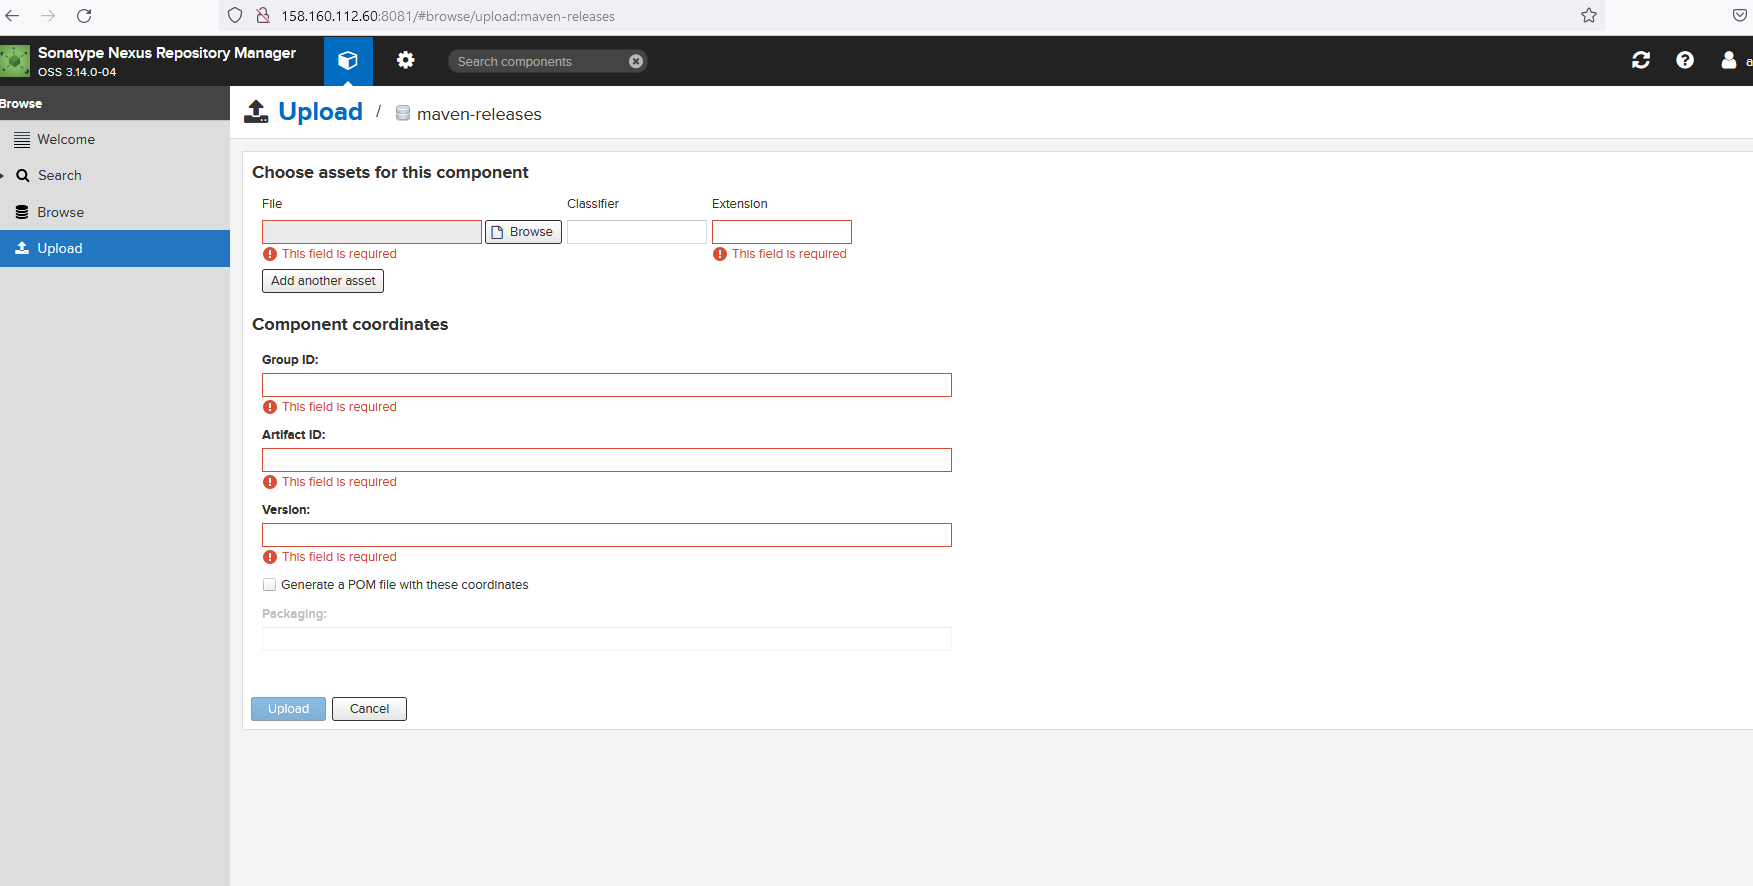 158.160.112.60:8081/#browse/upload:maven-releases
Sonatype Nexus Repository Manager
OSS 3.14.0-04
Search components
a
Browse
Welcome
Search
Browse
Upload
Upload / maven-releases
Choose assets for this component
File Classifier Extension
Browse
This field is required This field is required
Add another asset
Component coordinates
Group ID:
This field is required
Artifact ID:
This field is required
Version:
This field is required
Generate a POM file with these coordinates
Packaging:
Upload Cancel